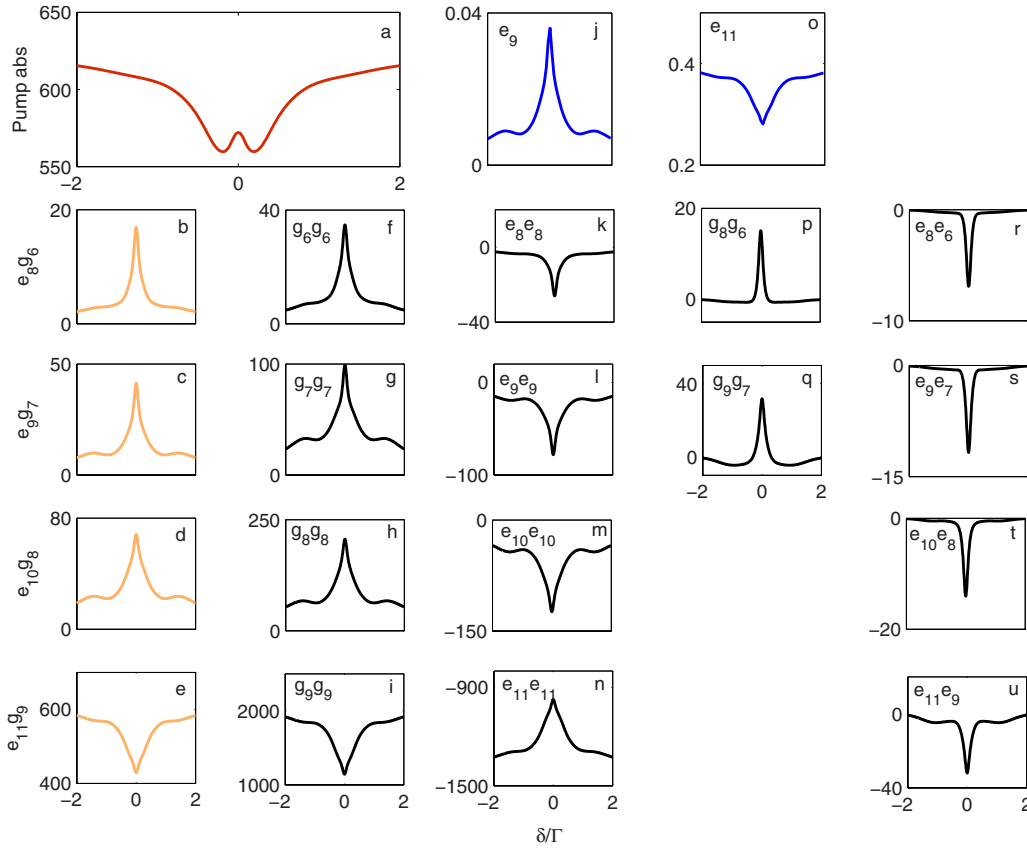 650
600
550
Pump abs
a
−2
0
2
0.04
0
e9
j
0.4
0.2
e11
o
20
0
e8g6
b
40
0
g6g6
f
0
−40
e8e8
k
20
0
g8g6
p
0
−10
e8e6
r
50
0
e9g7
c
100
0
g7g7
g
0
−100
e9e9
l
40
0
g9g7
q
−2
0
2
0
−15
e9e7
s
80
0
e10g8
d
250
0
g8g8
h
0
−150
e10e10
m
0
−20
e10e8
t
600
400
e11g9
e
−2
0
2
2000
1000
g9g9
i
−2
0
2
−900
−1500
e11e11
n
−2
0
2
0
−40
e11e9
u
−2
0
2
δ/Γ